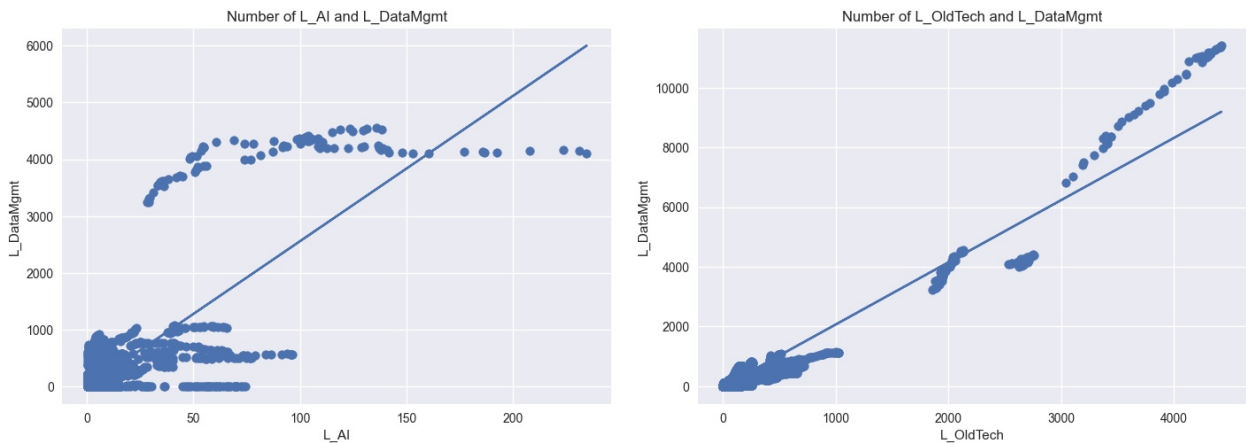 Number of L_AI and L_DataMgmt
6000
5000
4000
3000
2000
1000
0
L_DataMgmt
0 50 100 150 200
L_AI
Number of L_OldTech and L_DataMgmt
10000
8000
6000
4000
2000
0
L_DataMgmt
0 1000 2000 3000 4000
L_OldTech